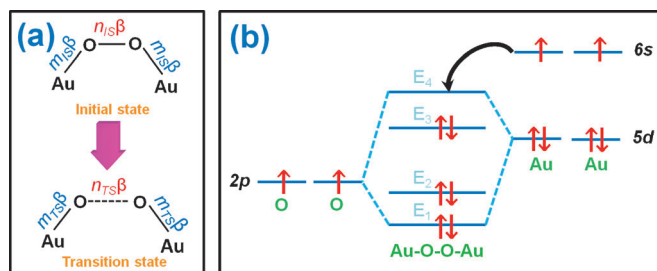 (a)
n_ISβ
m_ISβ O O m_ISβ
Au Au
Initial state
n_TSβ
m_TSβ O O m_TSβ
Au Au
Transition state
(b)
6s
E4
E3
5d
Au Au
2p
O O
E2
E1
Au-O-O-Au